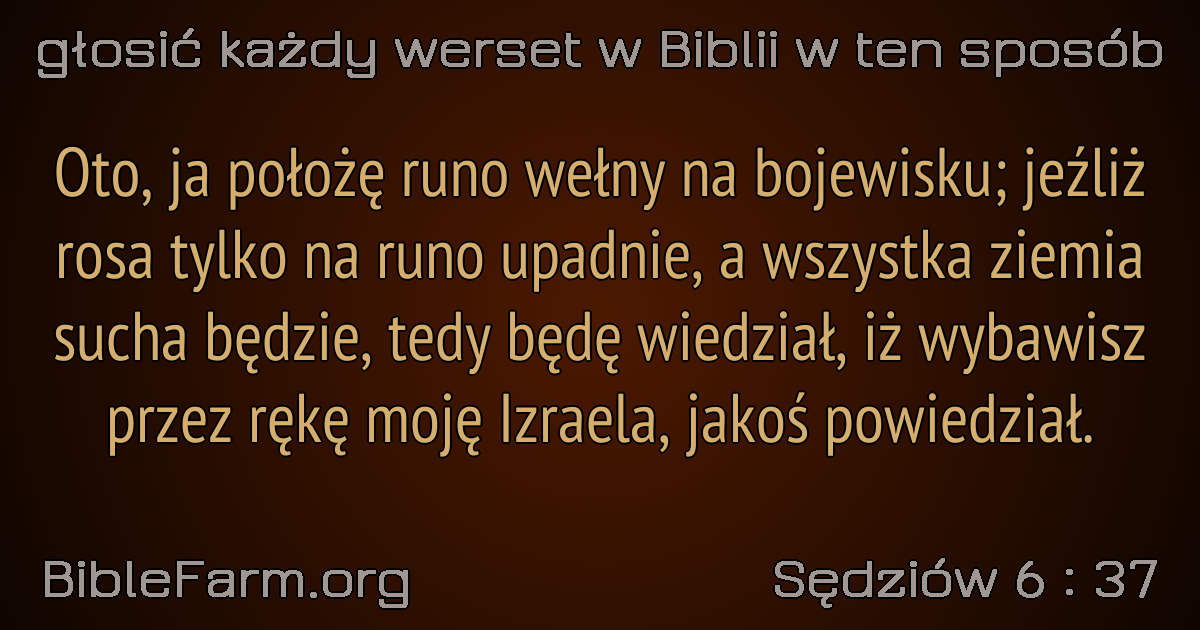 głosić każdy werset w Biblii w ten sposób
Oto, ja położę runo wełny na bojewisku; jeźliż
rosa tylko na runo upadnie, a wszystka ziemia
sucha będzie, tedy będę wiedział, iż wybawisz
przez rękę moję Izraela, jakoś powiedział.
BibleFarm.org
Sędziów 6 : 37